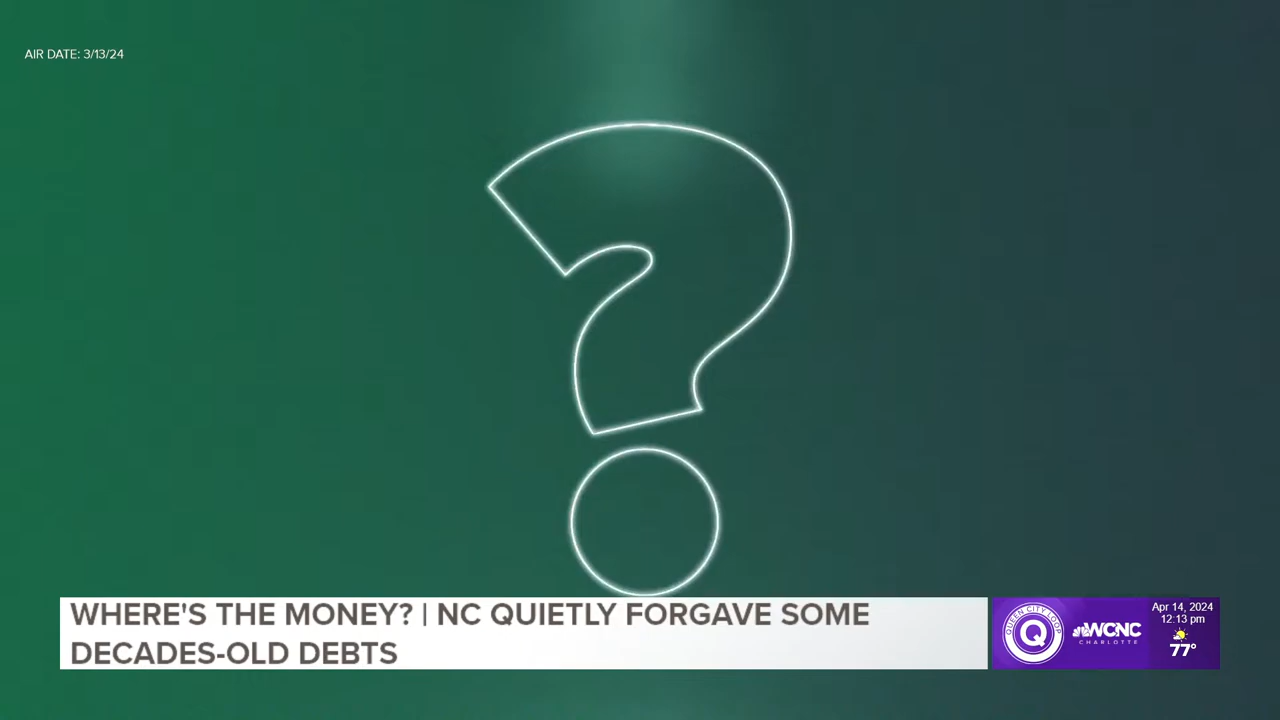 AIR DATE: 3/13/24
?
WHERE'S THE MONEY? | NC QUIETLY FORGAVE SOME
DECADES-OLD DEBTS
QUEEN CITY LOOP
Q
WCNC
CHARLOTTE
Apr 14, 2024
12:13 pm
77°